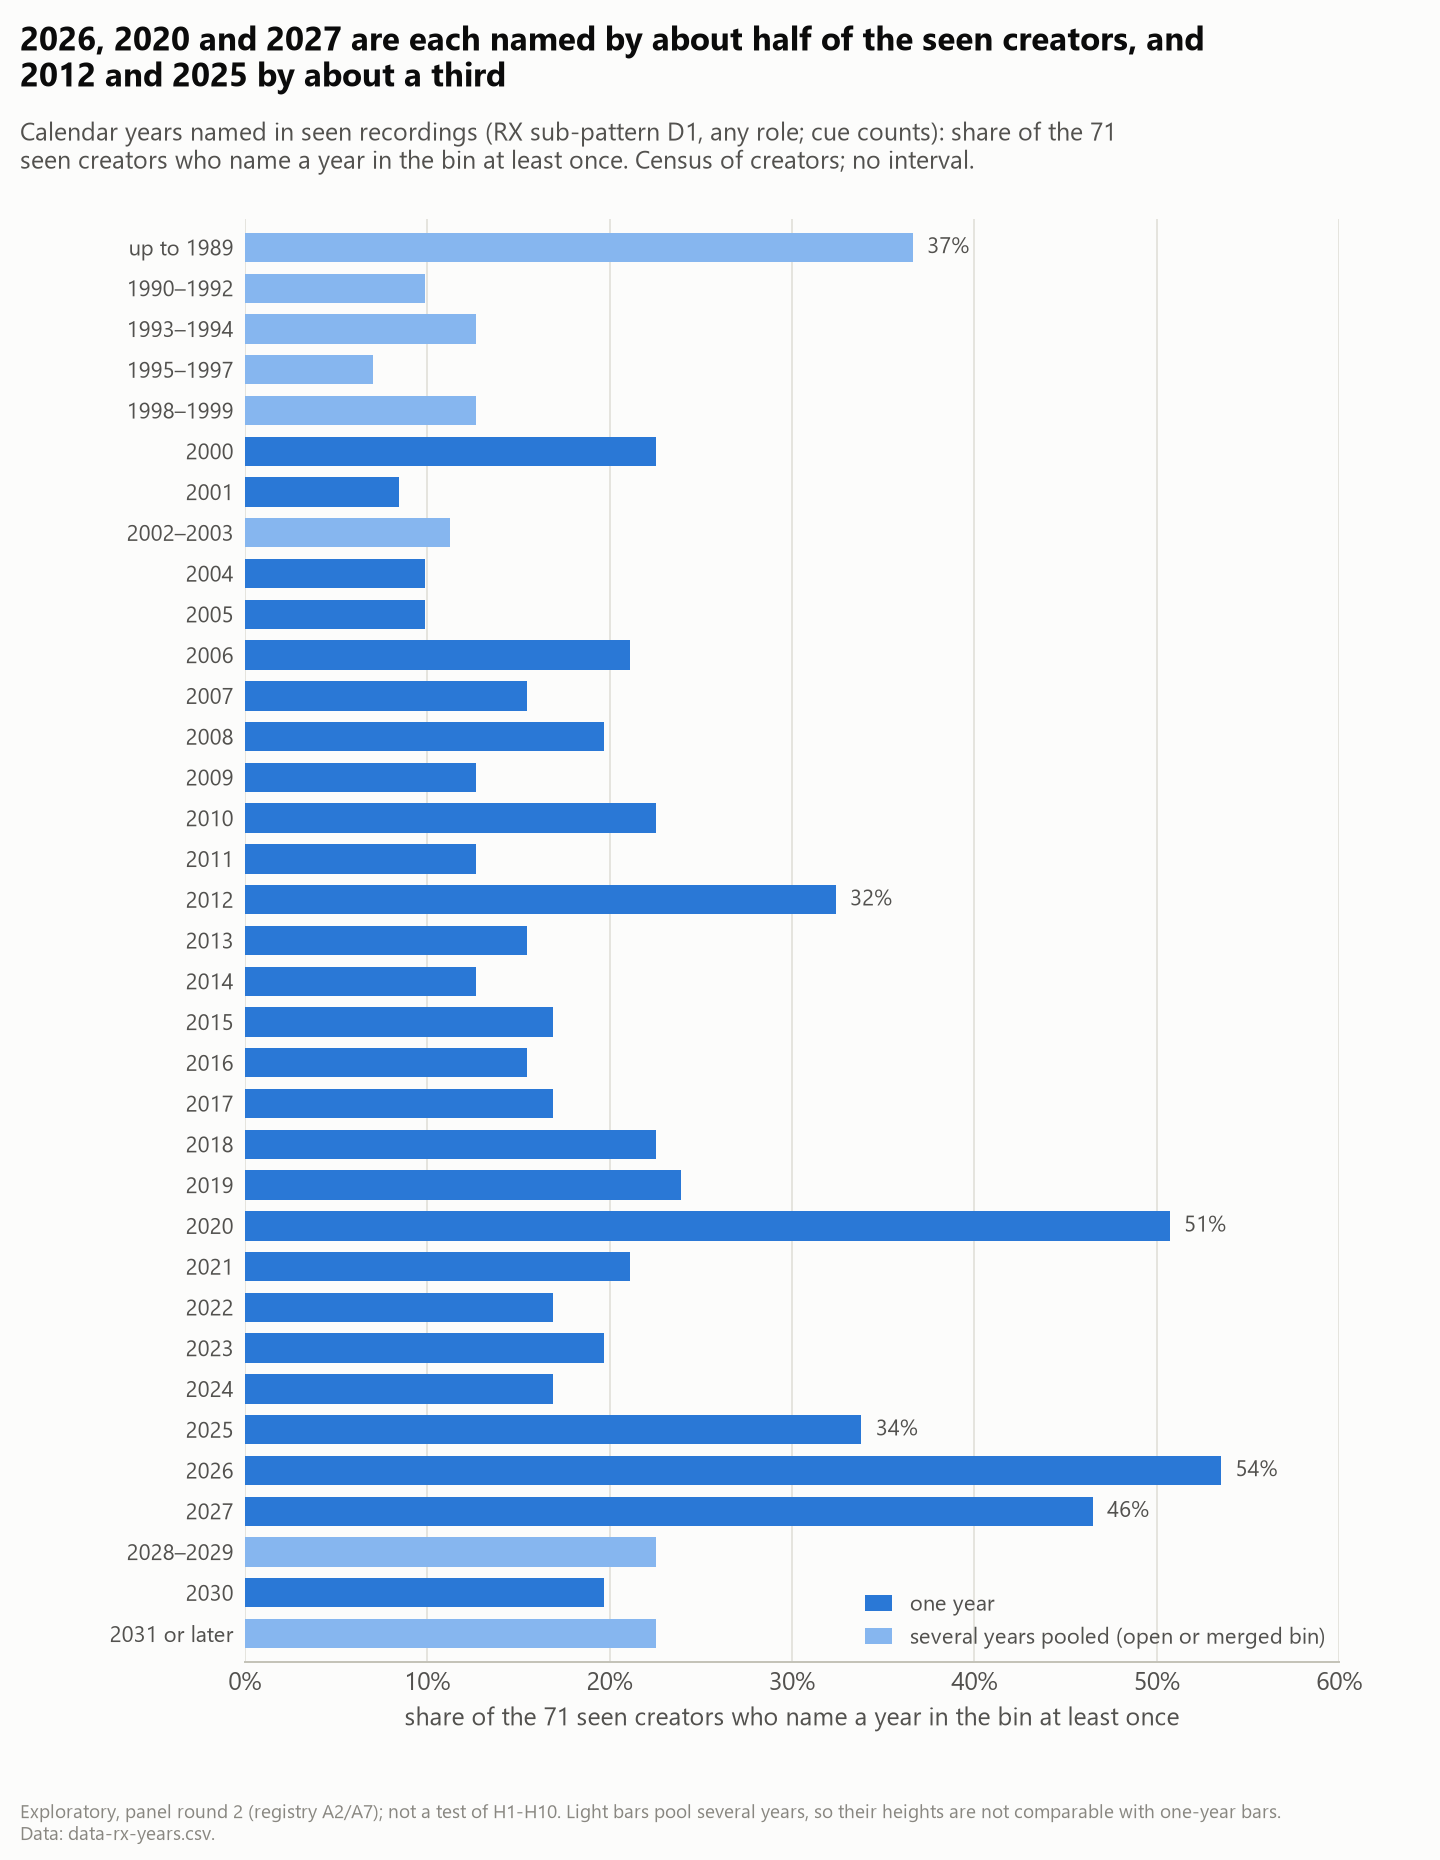 2026, 2020 and 2027 are each named by about half of the seen creators, and
2012 and 2025 by about a third
Calendar years named in seen recordings (RX sub-pattern D1, any role; cue counts): share of the 71
seen creators who name a year in the bin at least once. Census of creators; no interval.
up to 1989 37%
1990–1992
1993–1994
1995–1997
1998–1999
2000
2001
2002–2003
2004
2005
2006
2007
2008
2009
2010
2011
2012 32%
2013
2014
2015
2016
2017
2018
2019
2020 51%
2021
2022
2023
2024
2025 34%
2026 54%
2027 46%
2028–2029
2030
one year
2031 or later
several years pooled (open or merged bin)
0% 10% 20% 30% 40% 50% 60%
share of the 71 seen creators who name a year in the bin at least once
Exploratory, panel round 2 (registry A2/A7); not a test of H1-H10. Light bars pool several years, so their heights are not comparable with one-year bars.
Data: data-rx-years.csv.